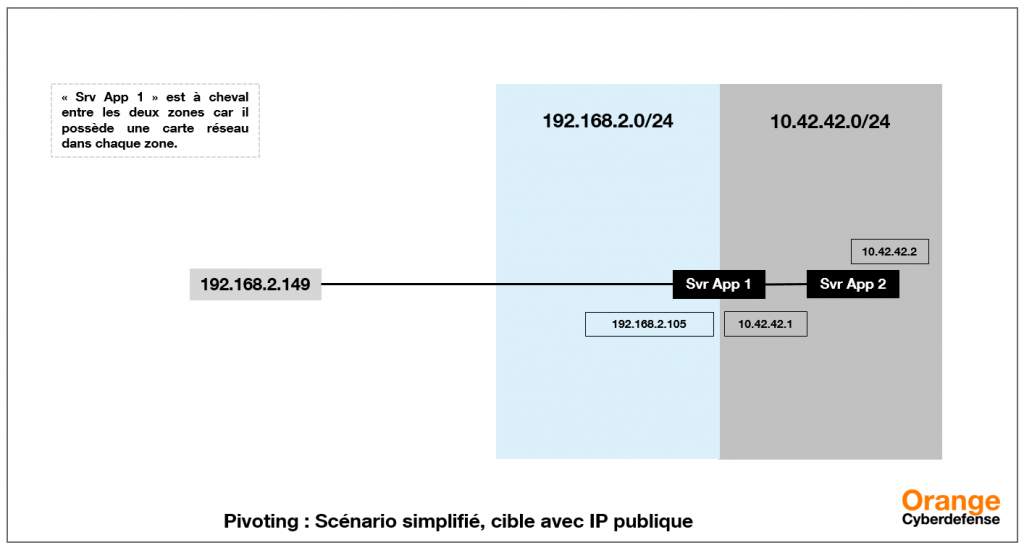 « Srv App 1 » est à cheval
entre les deux zones car il
possède une carte réseau
dans chaque zone.
192.168.2.0/24
10.42.42.0/24
10.42.42.2
192.168.2.149
Svr App 1
Svr App 2
192.168.2.105
10.42.42.1
Pivoting : Scénario simplifié, cible avec IP publique
Orange
Cyberdefense